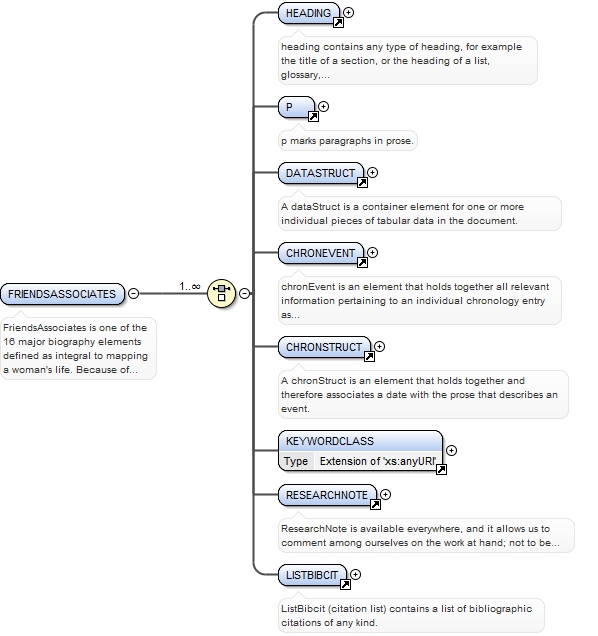 HEADING
heading contains any type of heading, for example
the title of a section, or the heading of a list,
glossary,...
P
p marks paragraphs in prose.
DATASTRUCT
A dataStruct is a container element for one or more
individual pieces of tabular data in the document.
CHRONEVENT
chronEvent is an element that holds together all relevant
information pertaining to an individual chronology entry
as...
FRIENDSASSOCIATES
1..∞
FriendsAssociates is one of the
16 major biography elements
defined as integral to mapping
a woman's life. Because of...
CHRONSTRUCT
A chronStruct is an element that holds together and
therefore associates a date with the prose that describes an
event.
KEYWORDCLASS
Type Extension of 'xs:anyURI'
RESEARCHNOTE
ResearchNote is available everywhere, and it allows us to
comment among ourselves on the work at hand; not to be...
LISTBIBCIT
ListBibcit (citation list) contains a list of bibliographic
citations of any kind.